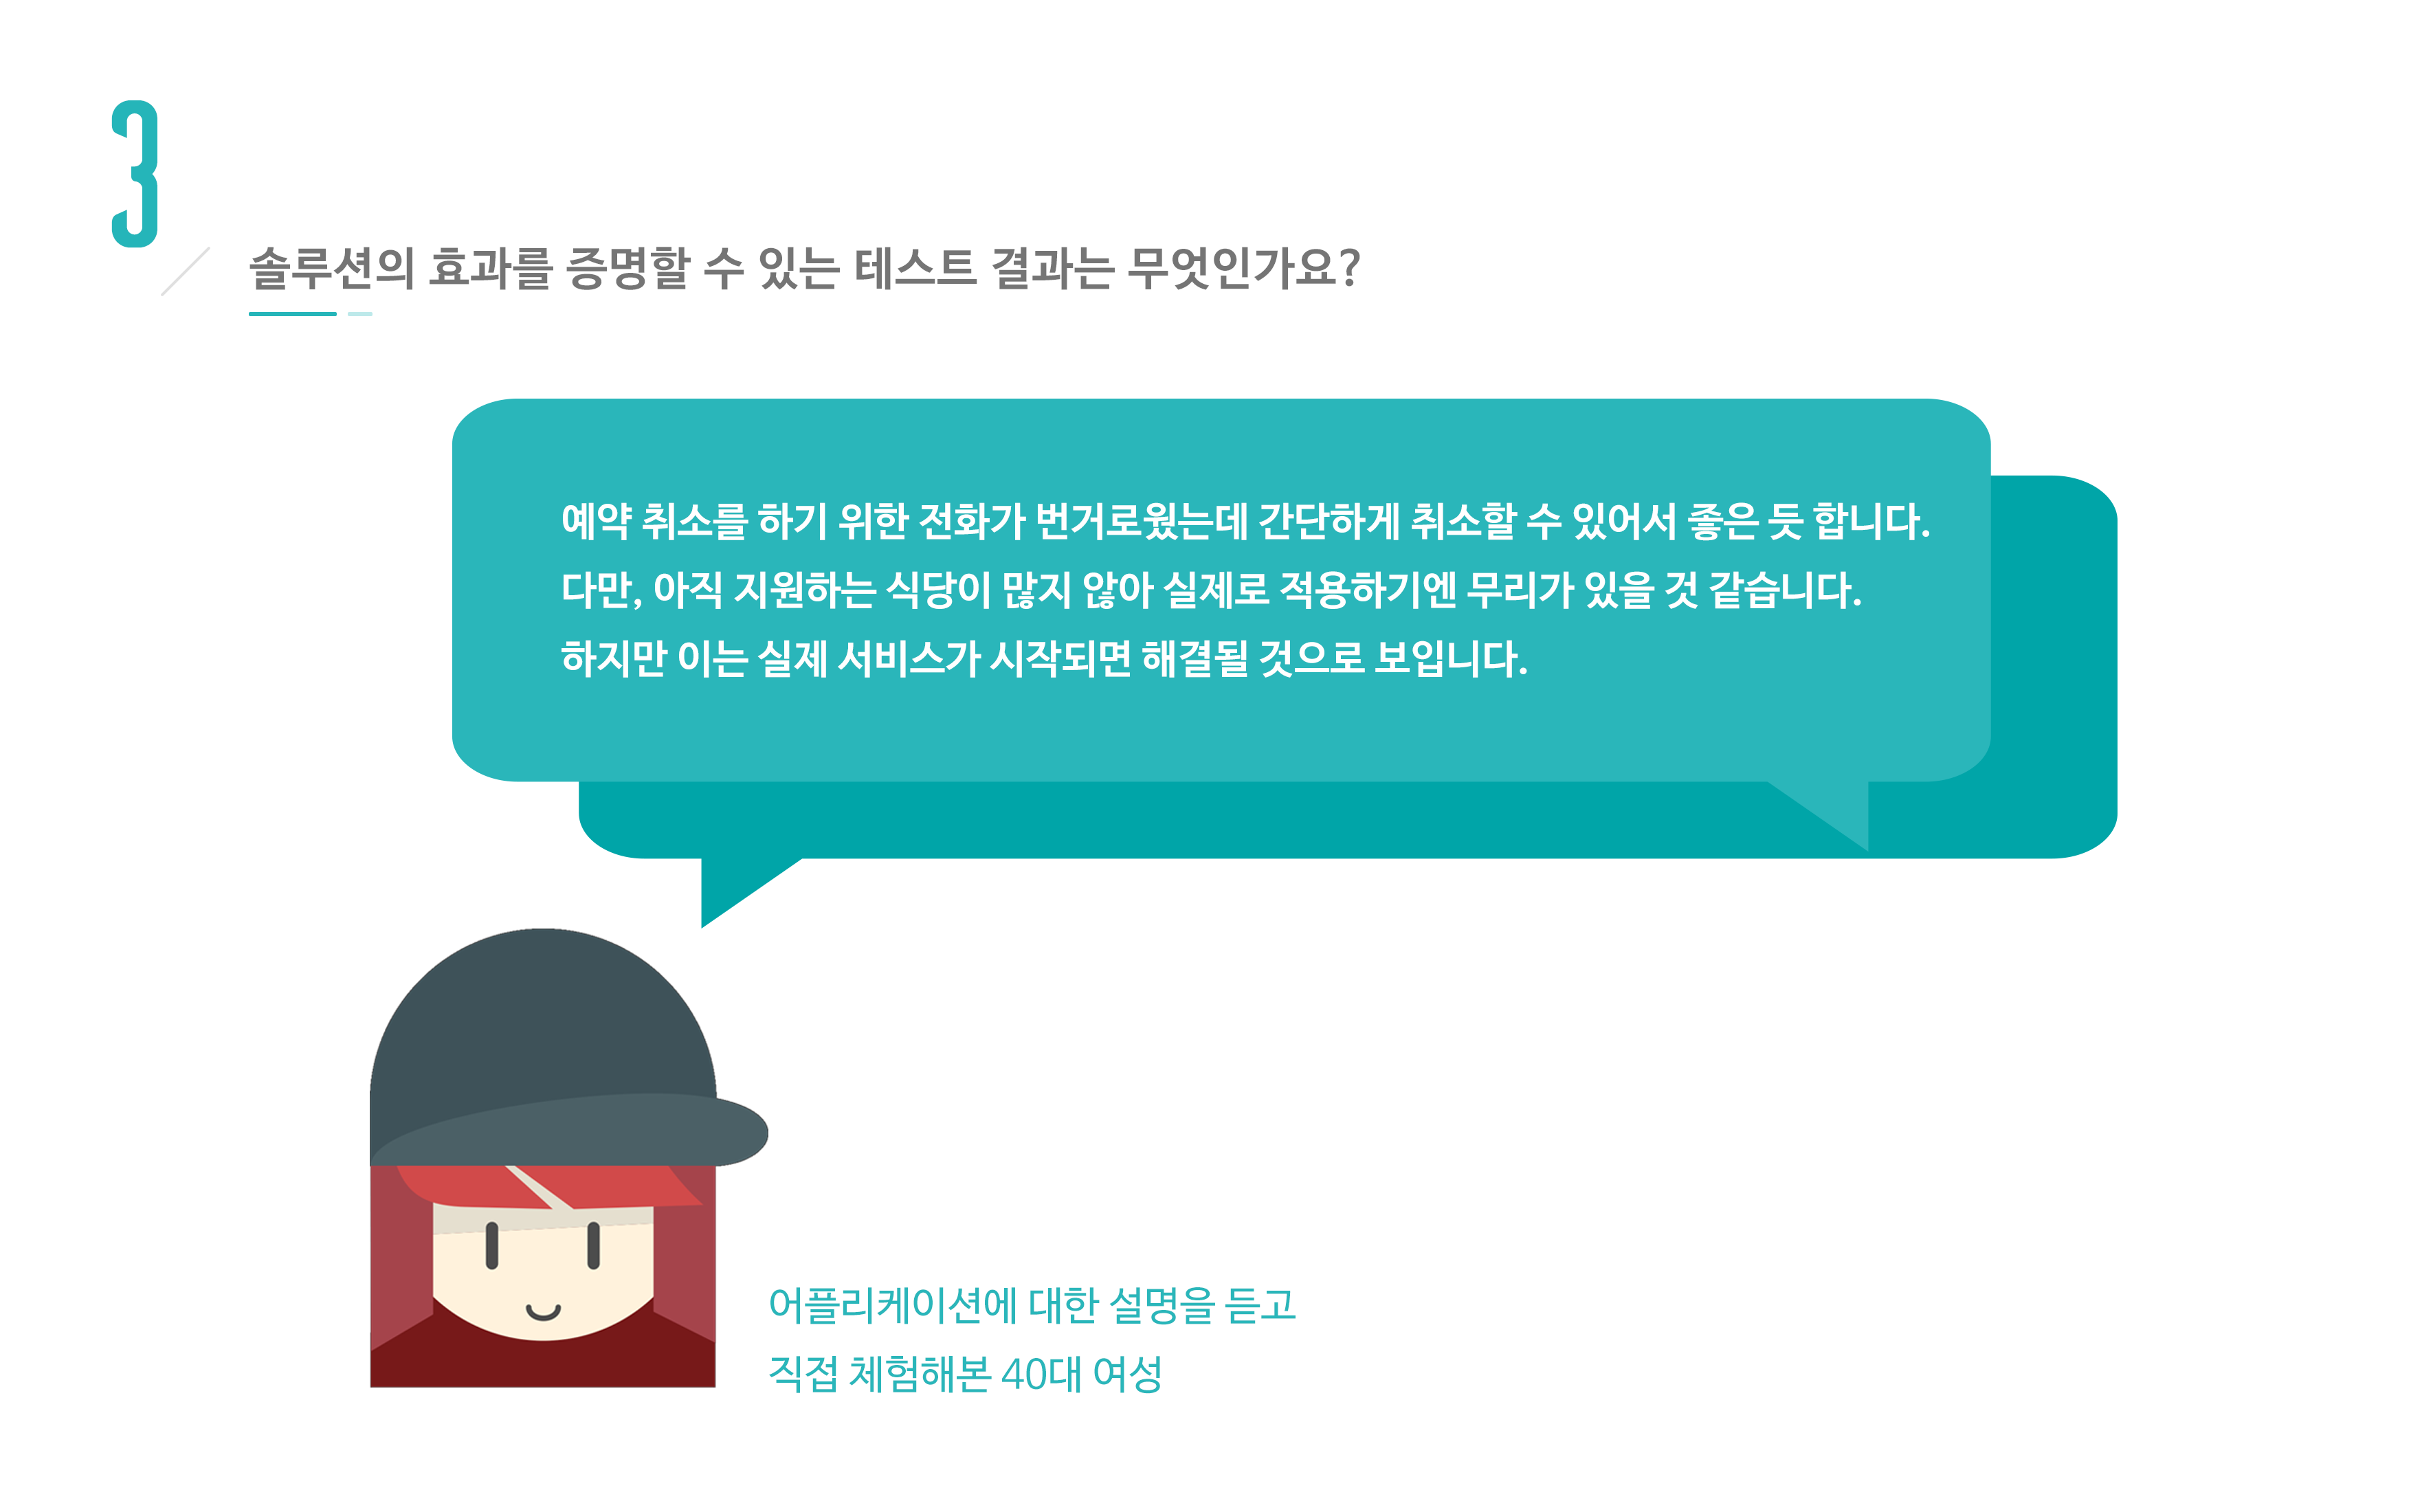 3
솔루션의 효과를 증명할 수 있는 테스트 결과는 무엇인가요?
예약 취소를 하기 위한 전화가 번거로웠는데 간단하게 취소할 수 있어서 좋은 듯 합니다.
다만, 아직 지원하는 식당이 많지 않아 실제로 적용하기엔 무리가 있을 것 같습니다.
하지만 이는 실제 서비스가 시작되면 해결될 것으로 보입니다.
어플리케이션에 대한 설명을 듣고
직접 체험해본 40대 여성